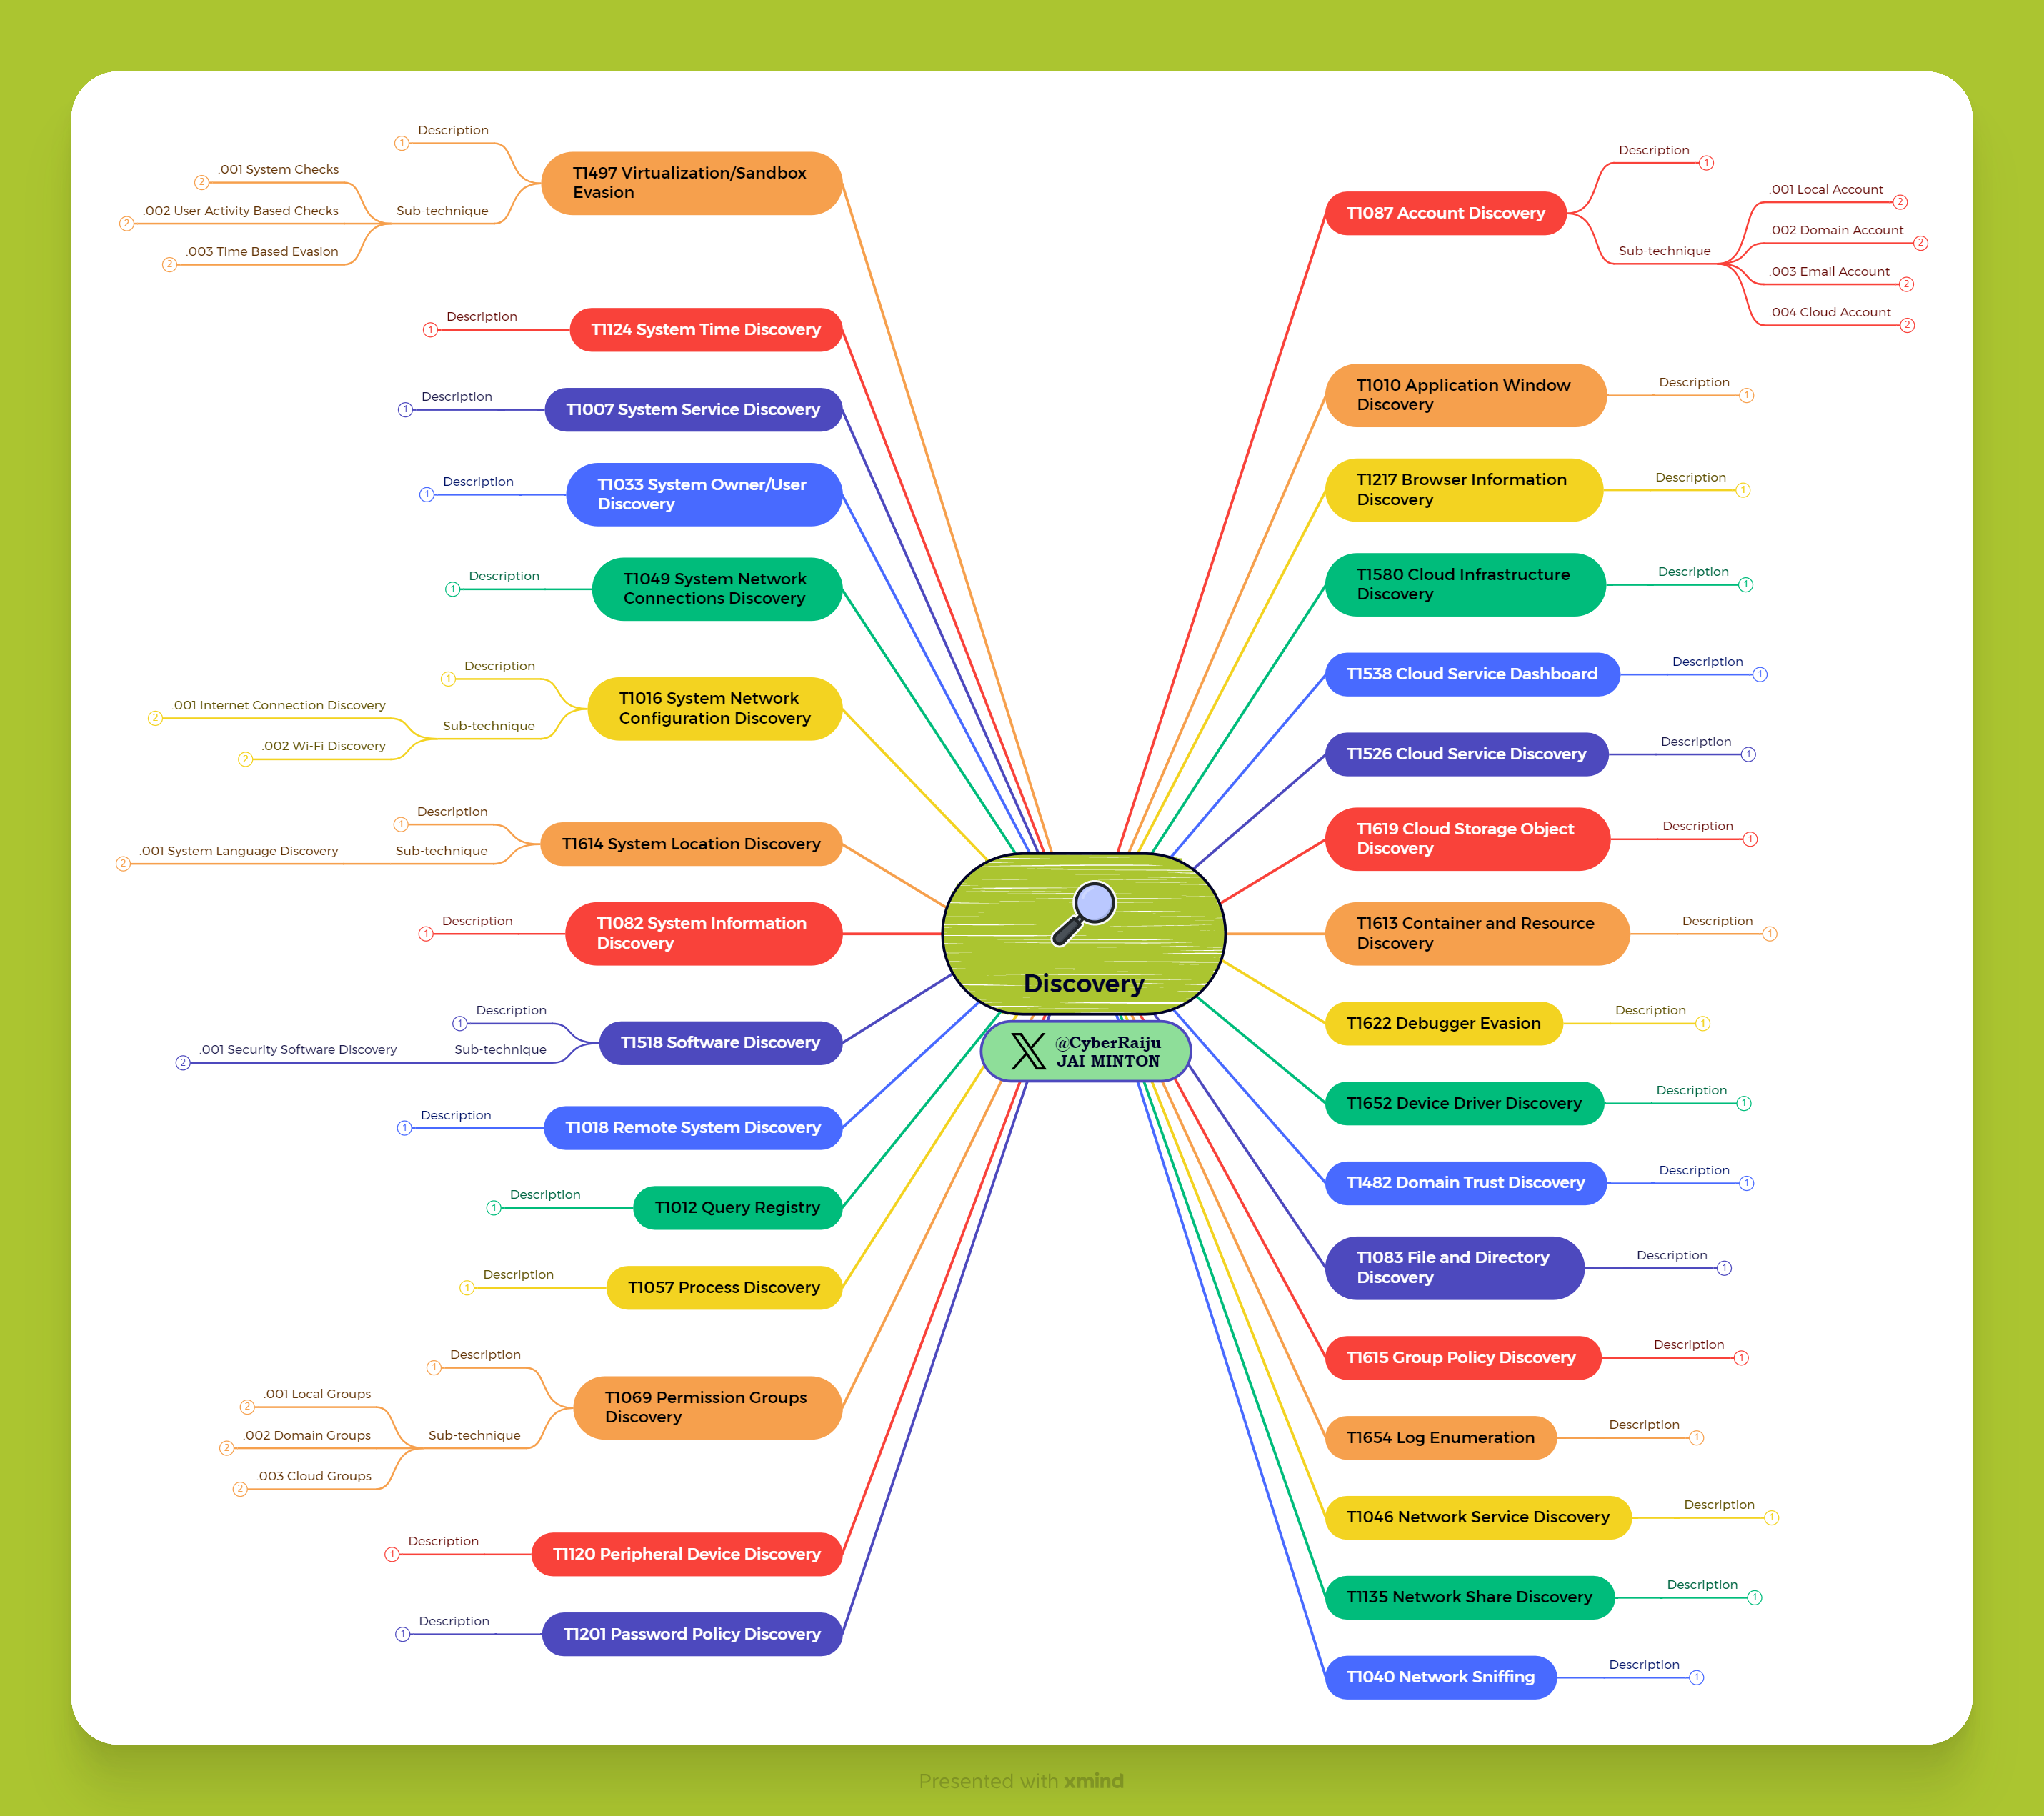 Description
1
.001 System Checks
2
.002 User Activity Based Checks
2
.003 Time Based Evasion
2
Sub-technique
T1497 Virtualization/Sandbox
Evasion
Description
1
T1124 System Time Discovery
Description
1
T1007 System Service Discovery
Description
1
T1033 System Owner/User
Discovery
Description
1
T1049 System Network
Connections Discovery
Description
1
.001 Internet Connection Discovery
2
.002 Wi-Fi Discovery
2
Sub-technique
T1016 System Network
Configuration Discovery
Description
1
.001 System Language Discovery
2
Sub-technique
T1614 System Location Discovery
Description
1
T1082 System Information
Discovery
Description
1
.001 Security Software Discovery
2
Sub-technique
T1518 Software Discovery
Description
1
T1018 Remote System Discovery
Description
1
T1012 Query Registry
Description
1
T1057 Process Discovery
Description
1
.001 Local Groups
2
.002 Domain Groups
2
.003 Cloud Groups
2
Sub-technique
T1069 Permission Groups
Discovery
Description
1
T1120 Peripheral Device Discovery
Description
1
T1201 Password Policy Discovery
Discovery
@CyberRaiju
JAI MINTON
T1087 Account Discovery
Description
1
Sub-technique
.001 Local Account
2
.002 Domain Account
2
.003 Email Account
2
.004 Cloud Account
2
T1010 Application Window
Discovery
Description
1
T1217 Browser Information
Discovery
Description
1
T1580 Cloud Infrastructure
Discovery
Description
1
T1538 Cloud Service Dashboard
Description
1
T1526 Cloud Service Discovery
Description
1
T1619 Cloud Storage Object
Discovery
Description
1
T1613 Container and Resource
Discovery
Description
1
T1622 Debugger Evasion
Description
1
T1652 Device Driver Discovery
Description
1
T1482 Domain Trust Discovery
Description
1
T1083 File and Directory
Discovery
Description
1
T1615 Group Policy Discovery
Description
1
T1654 Log Enumeration
Description
1
T1046 Network Service Discovery
Description
1
T1135 Network Share Discovery
Description
1
T1040 Network Sniffing
Description
1
Presented with xmind